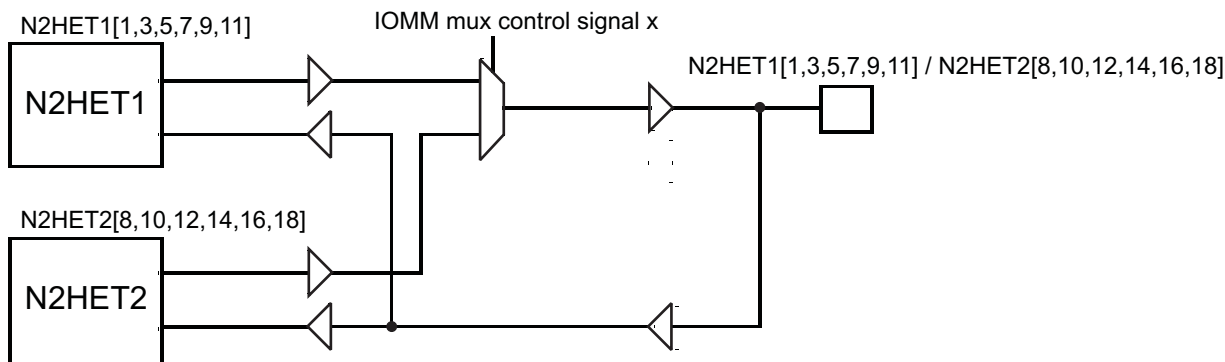 N2HET1[1,3,5,7,9,11]
IOMM mux control signal x
N2HET1[1,3,5,7,9,11] / N2HET2[8,10,12,14,16,18]
N2HET1
N2HET2[8,10,12,14,16,18]
N2HET2